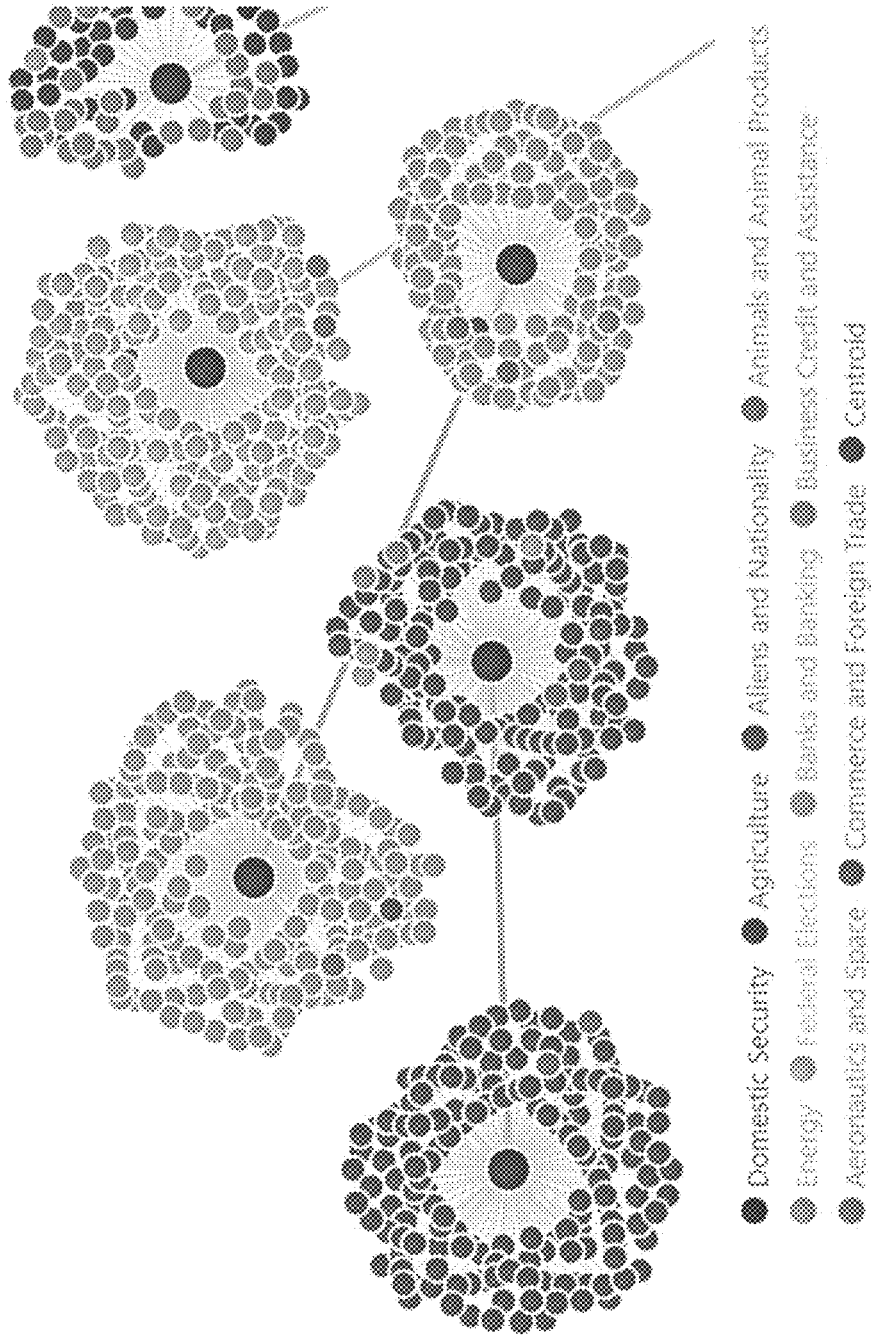 Domestic Security Agriculture Aliens and Nationality Animals and Animal Products
Energy Federal Elections Banks and Banking Business Credit and Assistance
Aeronautics and Space Commerce and Foreign Trade Centroid